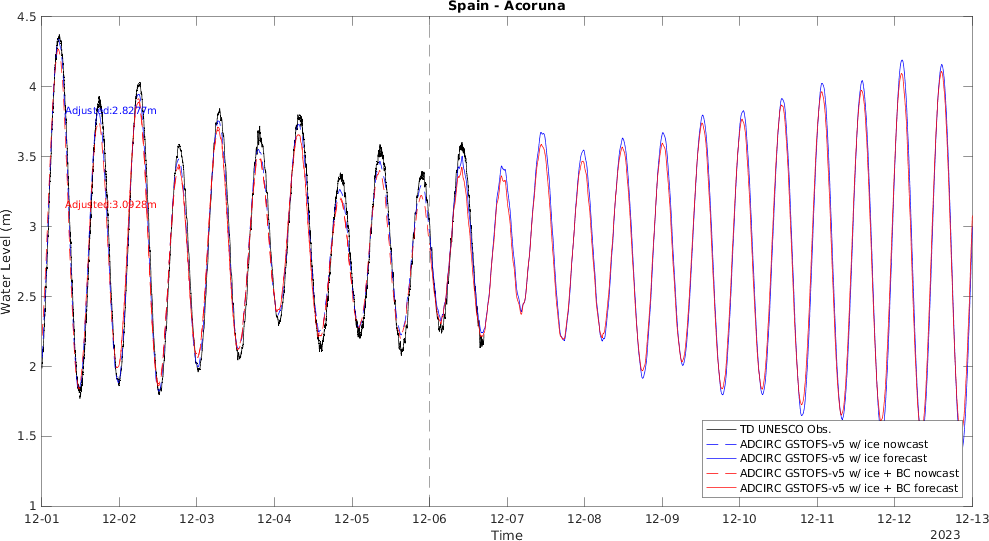 Spain - Acoruna
4.5
4
3.5
3
2.5
2
1.5
1
Water Level (m)
Adjusted:2.8277m
Adjusted:3.0928m
TD UNESCO Obs.
ADCIRC GSTOFS-v5 w/ ice nowcast
ADCIRC GSTOFS-v5 w/ ice forecast
ADCIRC GSTOFS-v5 w/ ice + BC nowcast
ADCIRC GSTOFS-v5 w/ ice + BC forecast
12-01 12-02 12-03 12-04 12-05 12-06 12-07 12-08 12-09 12-10 12-11 12-12 12-13
Time
2023